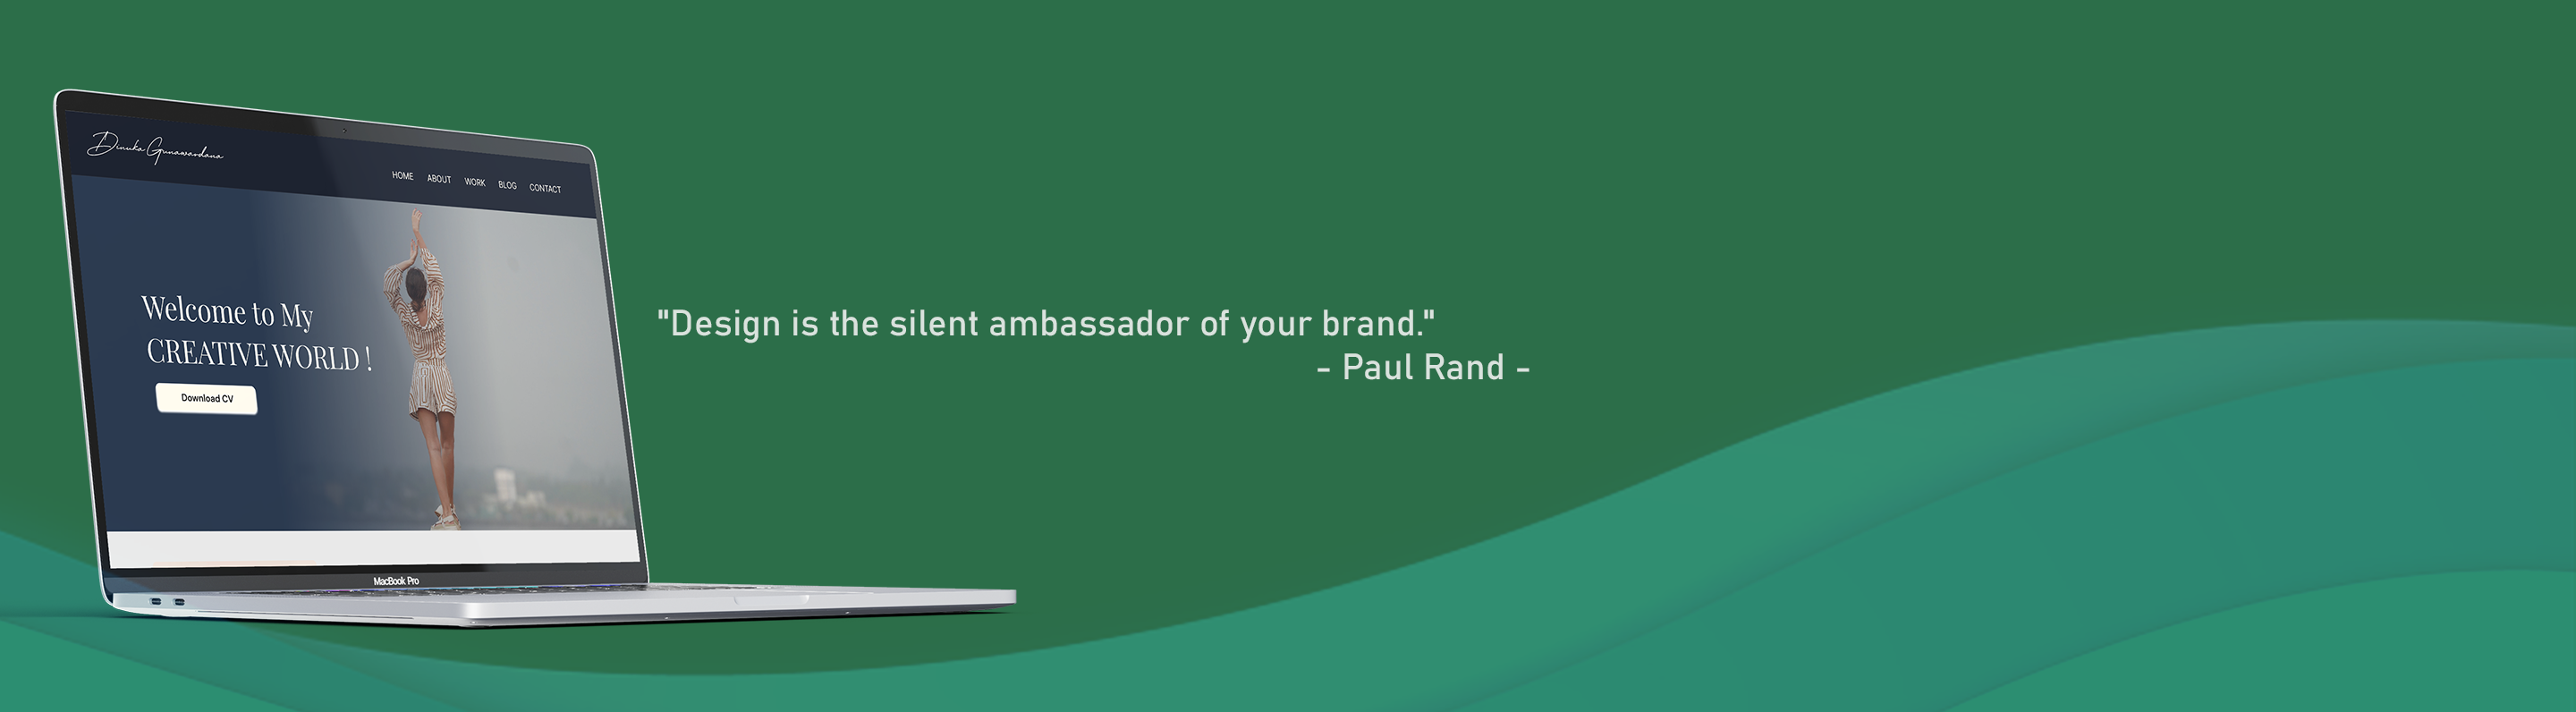 Dinuka Gunawardana
HOME ABOUT WORK BLOG CONTACT
Welcome to My
CREATIVE WORLD !
Download CV
MacBook Pro
"Design is the silent ambassador of your brand."
- Paul Rand -